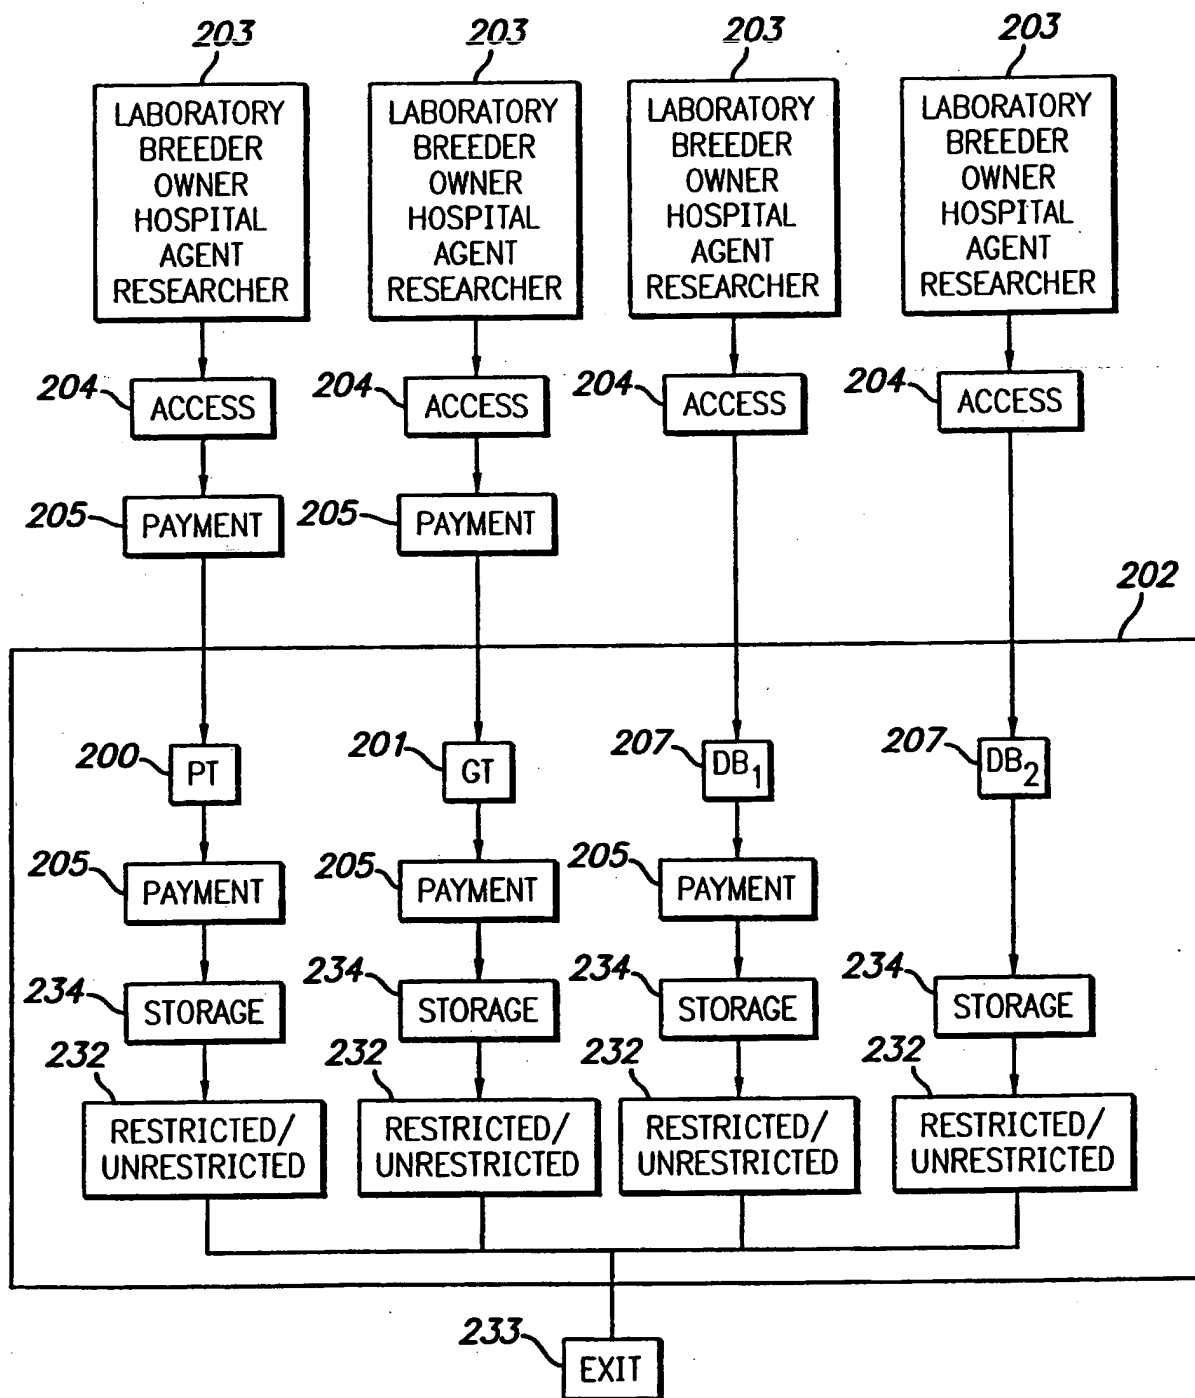 203 203 203 203
LABORATORY BREEDER OWNER HOSPITAL AGENT RESEARCHER
LABORATORY BREEDER OWNER HOSPITAL AGENT RESEARCHER
LABORATORY BREEDER OWNER HOSPITAL AGENT RESEARCHER
LABORATORY BREEDER OWNER HOSPITAL AGENT RESEARCHER
204 ACCESS 204 ACCESS 204 ACCESS 204 ACCESS
205 PAYMENT 205 PAYMENT
202
200 PT 201 GT 207 DB1 207 DB2
205 PAYMENT 205 PAYMENT 205 PAYMENT
234 STORAGE 234 STORAGE 234 STORAGE 234 STORAGE
232 232 232 232
RESTRICTED/ RESTRICTED/ RESTRICTED/ RESTRICTED/
UNRESTRICTED UNRESTRICTED UNRESTRICTED UNRESTRICTED
233 EXIT